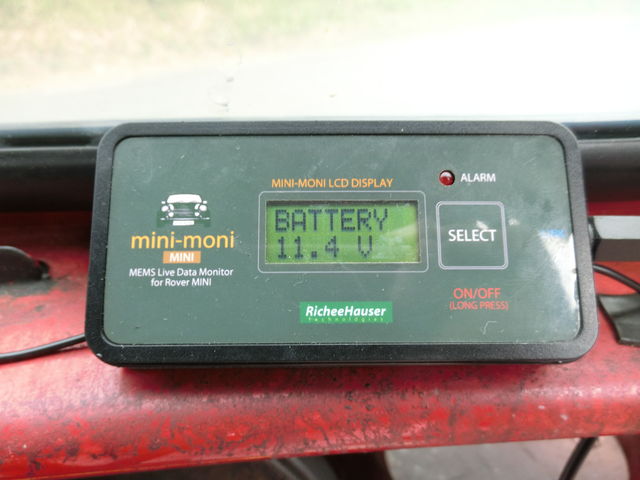 MINI-MONI LCD DISPLAY
ALARM
BATTERY
11.4 V
SELECT
mini-moni
MINI
MEMS Live Data Monitor
for Rover MINI
ON/OFF
(LONG PRESS)
RicheeHauser
technologies